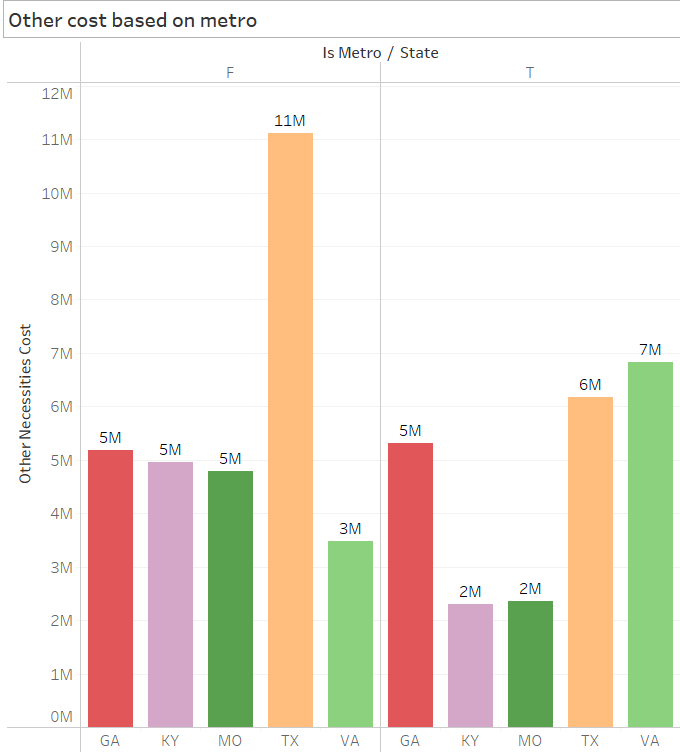 Other cost based on metro
Is Metro / State
F
T
Other Necessities Cost
12M
11M
10M
9M
8M
7M
6M
5M
4M
3M
2M
1M
0M
5M
5M
5M
11M
3M
5M
2M
2M
6M
7M
GA KY MO TX VA GA KY MO TX VA